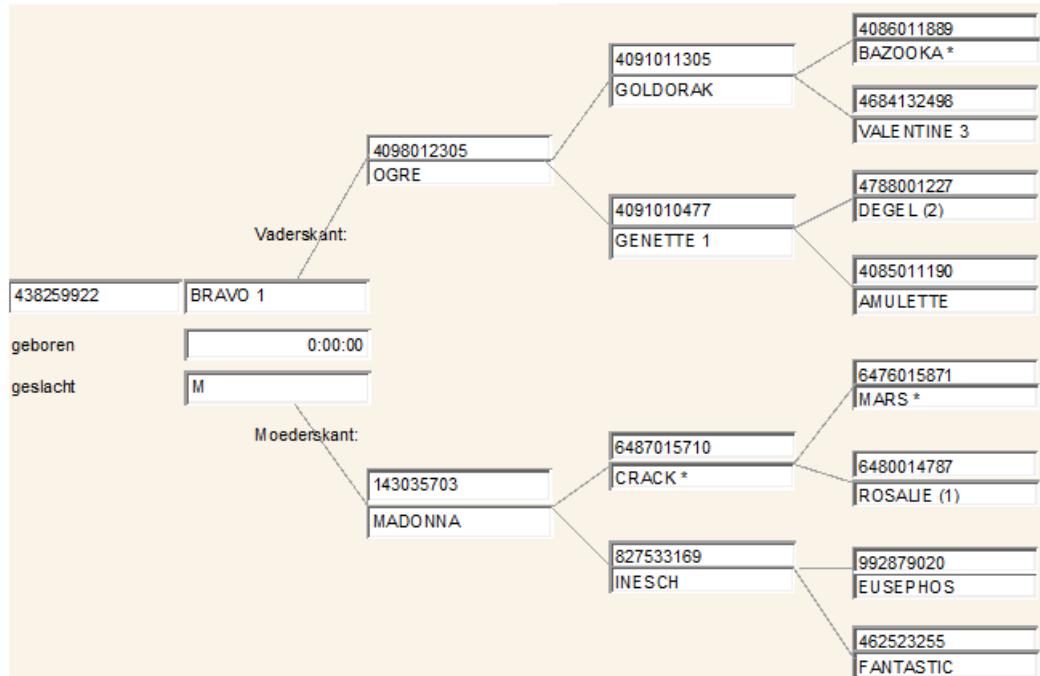 4086011889
BAZOOKA *
4091011305
GOLDORAK
4684132498
VALENTINE 3
4098012305
OGRE
4788001227
DEGEL (2)
4091010477
GENETTE 1
Vaderskant:
4085011190
AMULETTE
438259922 BRAVO 1
geboren 0:00:00
geslacht M
6476015871
MARS *
Moederskant:
6487015710
CRACK *
6480014787
ROSALIE (1)
143035703
MADONNA
827533169
INESCH
992879020
EUSEPHOS
462523255
FANTASTIC